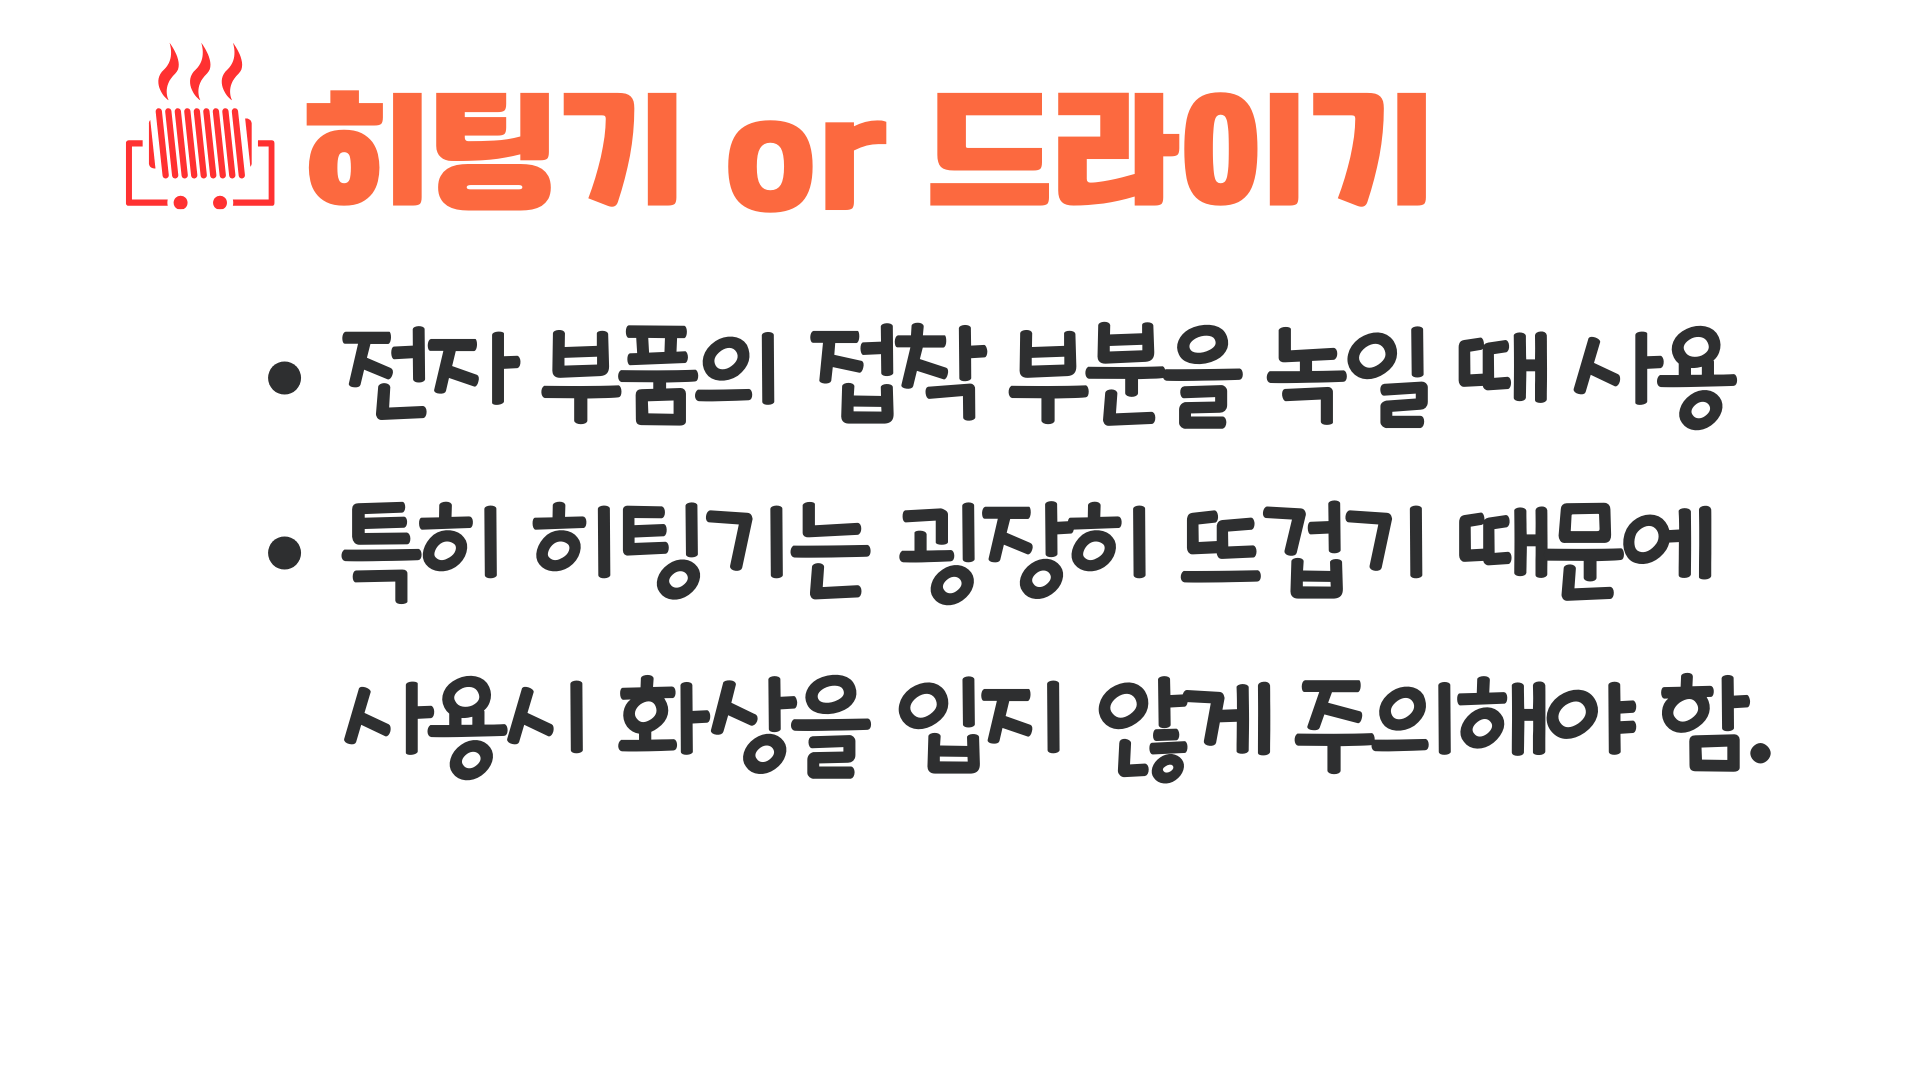 히팅기 or 드라이기
• 전자 부품의 접착 부분을 녹일 때 사용
• 특히 히팅기는 굉장히 뜨겁기 때문에
사용시 화상을 입지 않게 주의해야 함.